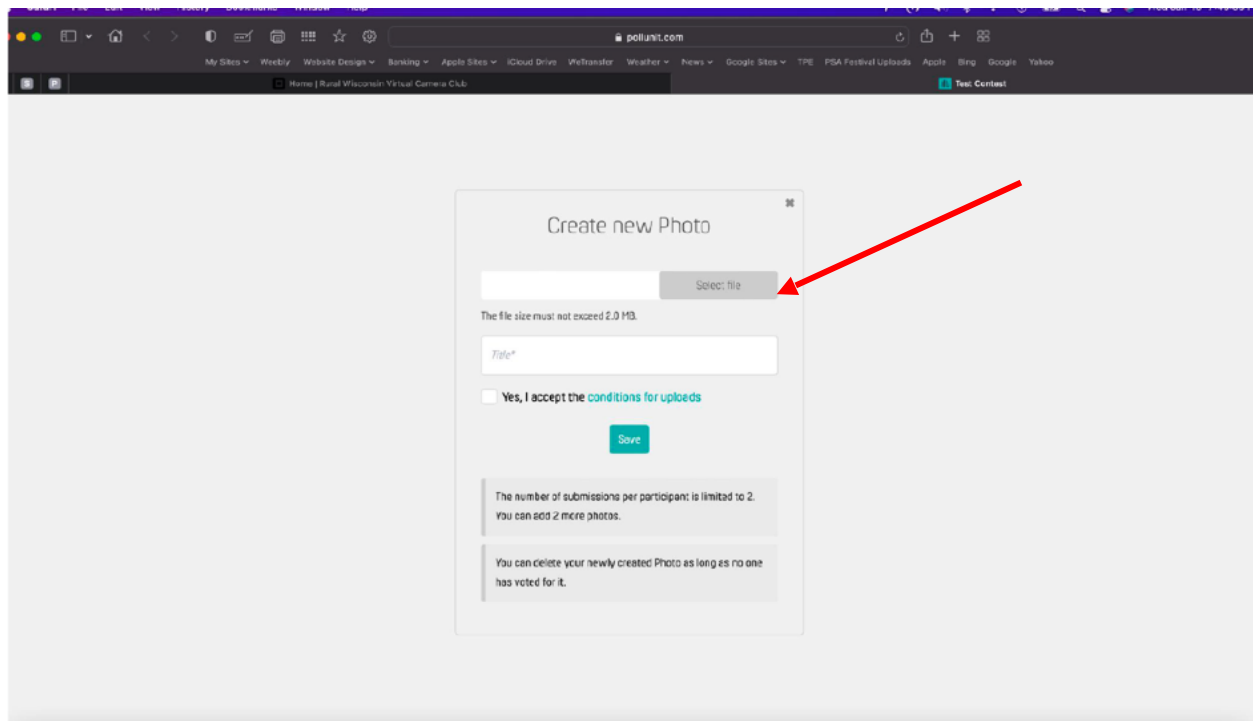 pollunit.com
My Sites Weebly Website Design Banking Apple Sites iCloud Drive WeTransfer Weather News Google Sites TPE PSA Festival Uploads Apple Bing Google Yahoo
S P Home | Rural Wisconsin Virtual Camera Club Test Contest
Create new Photo
Select file
The file size must not exceed 2.0 MB.
Title*
Yes, I accept the conditions for uploads
Save
The number of submissions per participant is limited to 2.
You can add 2 more photos.
You can delete your newly created Photo as long as no one
has voted for it.